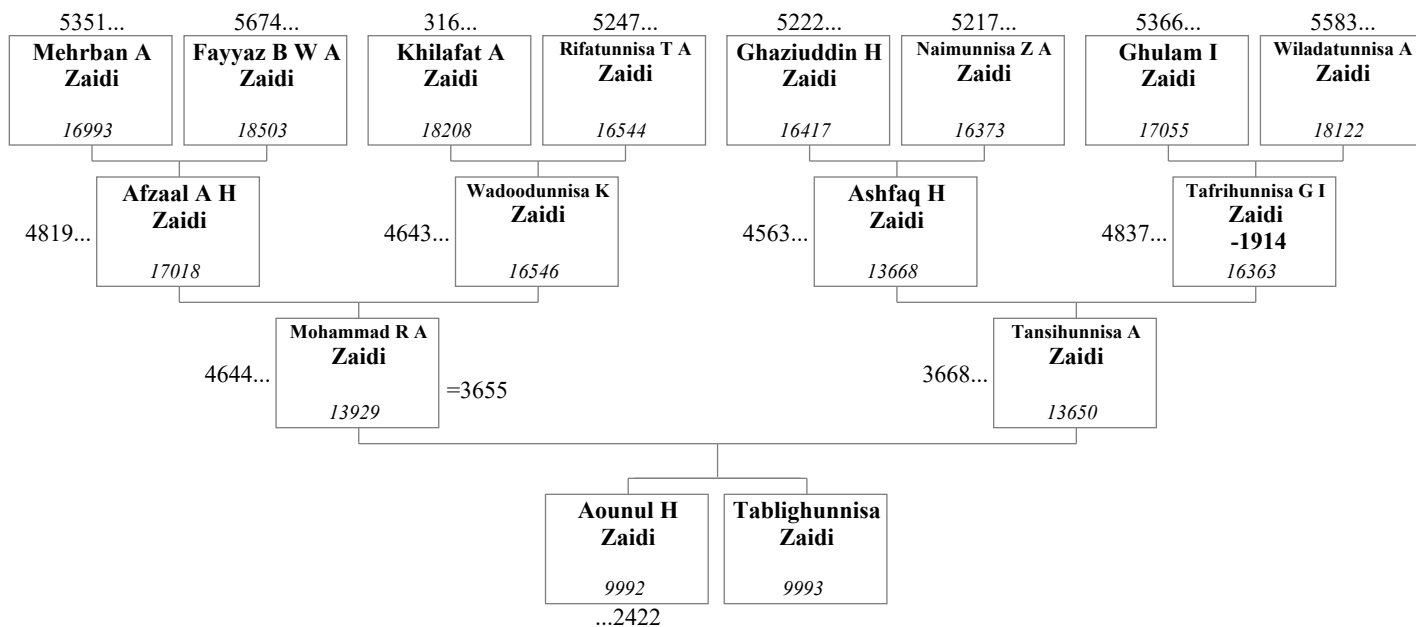 5351... 5674... 316... 5247... 5222... 5217... 5366... 5583...
Mehrban A Fayyaz B W A Khilafat A Rifatunnisa T A Ghaziuddin H Naimunnisa Z A Ghulam I Wiladatunnisa A
Zaidi Zaidi Zaidi Zaidi Zaidi Zaidi Zaidi Zaidi
16993 18503 18208 16544 16417 16373 17055 18122
Afzaal A H Wadoodunnisa K Ashfaq H Tafrihunnisa G I
Zaidi Zaidi Zaidi Zaidi
4819... 4643... 4563... 4837... -1914
17018 16546 13668 16363
Mohammad R A Tansihunnisa A
Zaidi Zaidi
4644... =3655 3668...
13929 13650
Aounul H Tablighunnisa
Zaidi Zaidi
9992 9993
...2422